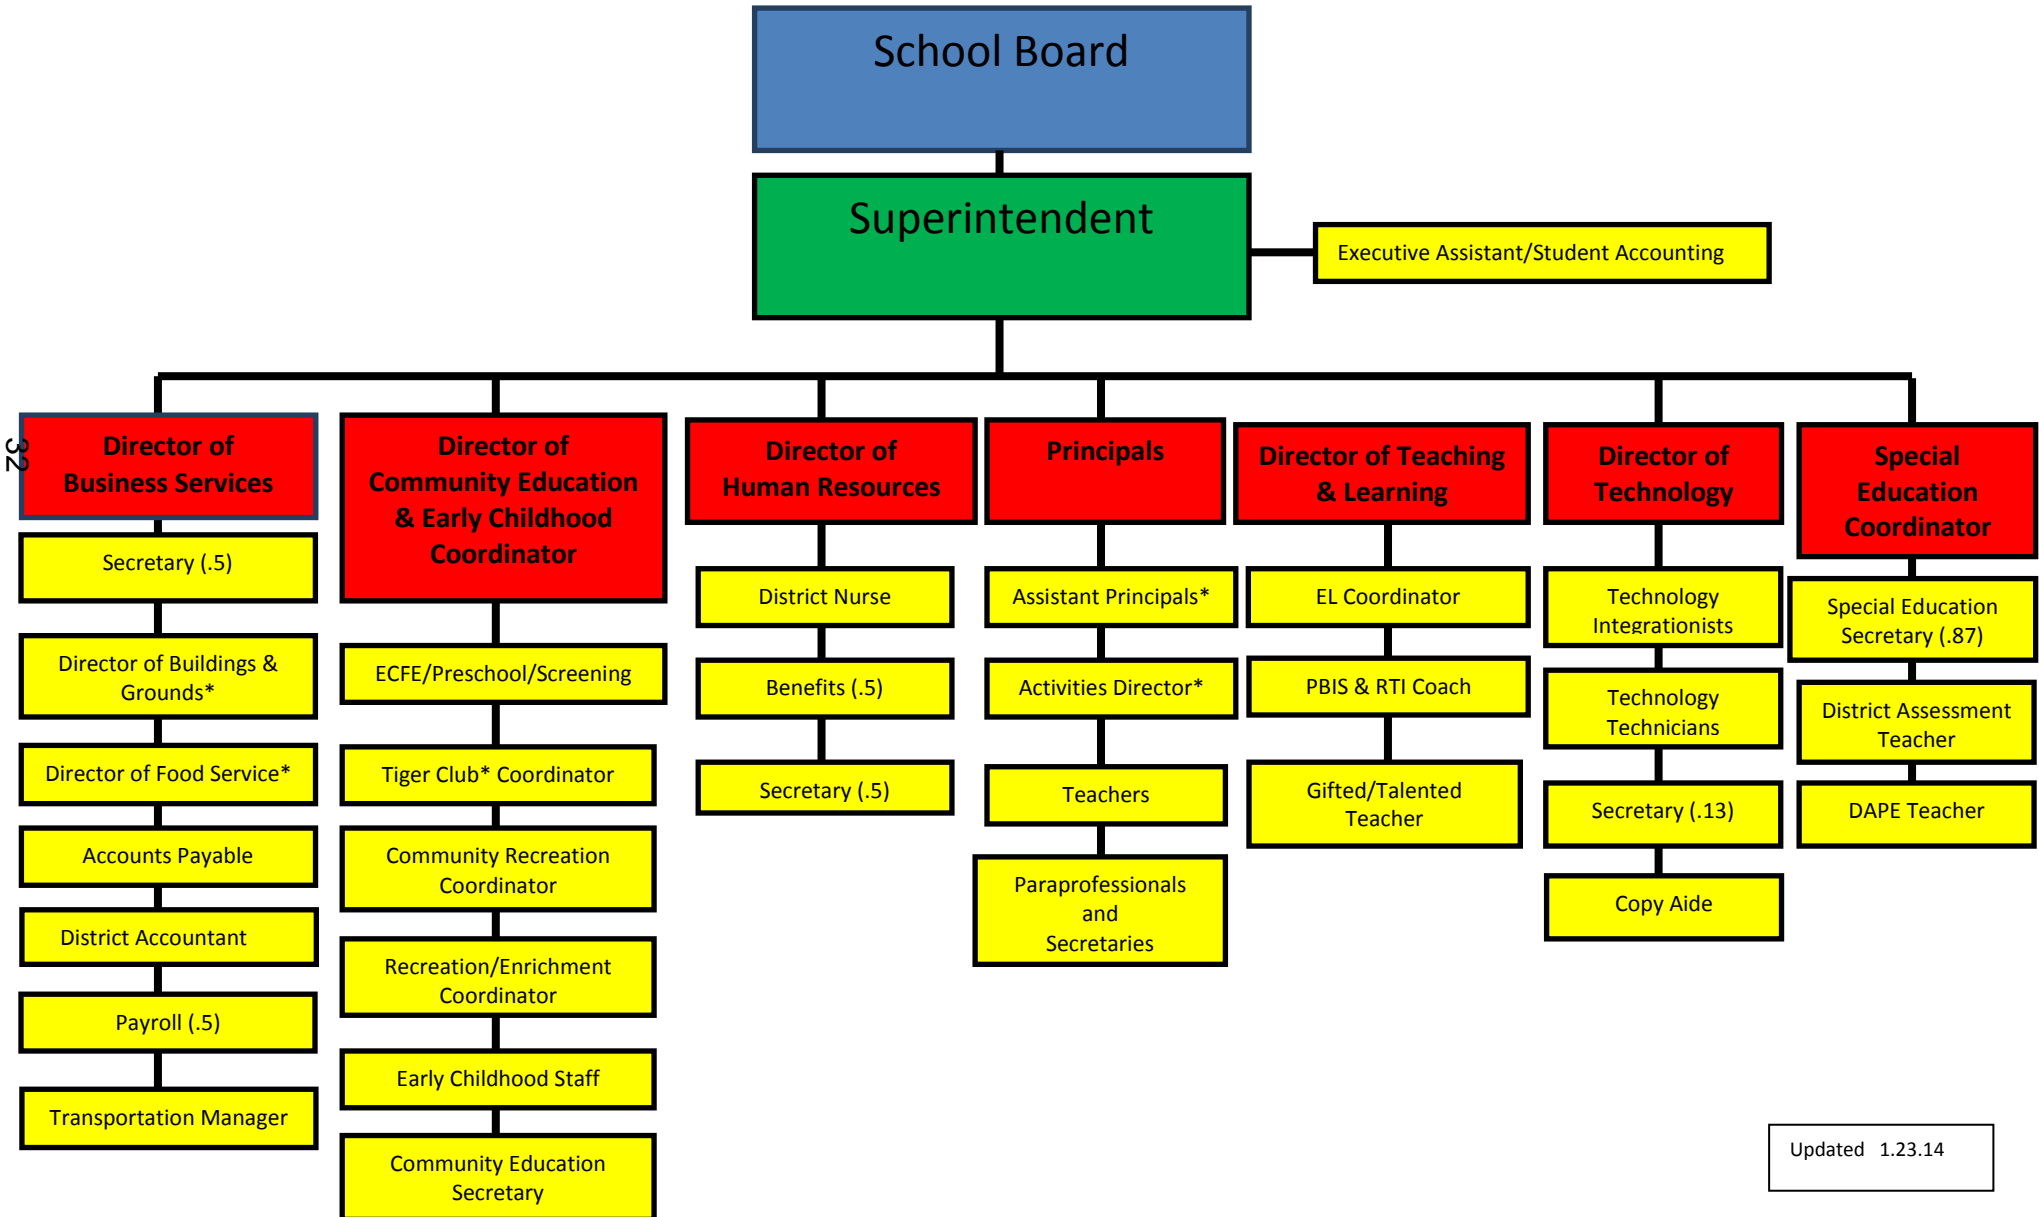 School Board
Superintendent
Executive Assistant/Student Accounting
32
Director of
Business Services
Secretary (.5)
Director of Buildings &
Grounds*
Director of Food Service*
Accounts Payable
District Accountant
Payroll (.5)
Transportation Manager
Director of
Community Education
& Early Childhood
Coordinator
ECFE/Preschool/Screening
Tiger Club* Coordinator
Community Recreation
Coordinator
Recreation/Enrichment
Coordinator
Early Childhood Staff
Community Education
Secretary
Director of
Human Resources
District Nurse
Benefits (.5)
Secretary (.5)
Principals
Assistant Principals*
Activities Director*
Teachers
Paraprofessionals
and
Secretaries
Director of Teaching
& Learning
EL Coordinator
PBIS & RTI Coach
Gifted/Talented
Teacher
Director of
Technology
Technology
Integrationists
Technology
Technicians
Secretary (.13)
Copy Aide
Special
Education
Coordinator
Special Education
Secretary (.87)
District Assessment
Teacher
DAPE Teacher
Updated 1.23.14